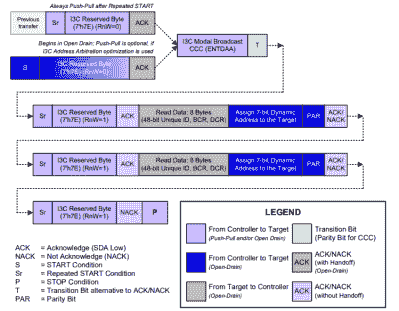 Always Push-Pull after Repeated START
Previous transfer
Sr
I3C Reserved Byte
(7'h7E) (RnW=0)
ACK
Begins in Open Drain; Push-Pull is optional, if
I3C Address Arbitration optimization is used
S
I3C Reserved Byte
(7'h7E) (RnW=0)
ACK
I3C Modal Broadcast
CCC (ENTDAA)
T
Sr
I3C Reserved Byte
(7'h7E) (RnW=1)
ACK
Read Data: 8 Bytes
(48-bit Unique ID, BCR, DCR)
Assign 7-bit Dynamic
Address to the Target
PAR
ACK/
NACK
Sr
I3C Reserved Byte
(7'h7E) (RnW=1)
ACK
Read Data: 8 Bytes
(48-bit Unique ID, BCR, DCR)
Assign 7-bit Dynamic
Address to the Target
PAR
ACK/
NACK
Sr
I3C Reserved Byte
(7'h7E) (RnW=1)
NACK
P
ACK = Acknowledge (SDA Low)
NACK = Not Acknowledge (NACK)
S = START Condition
Sr = Repeated START Condition
P = STOP Condition
T = Transition Bit alternative to ACK/NACK
PAR = Parity Bit
LEGEND
From Controller to
Target
(Push-Pull and/or Open Drain)
Transition Bit
(Parity Bit for CCC)
From Controller to
Target
(Open-Drain)
ACK
ACK/NACK
(with Handoff)
(Open-Drain)
From Target to Controller
(Open-Drain)
ACK
ACK/NACK
(without Handoff)